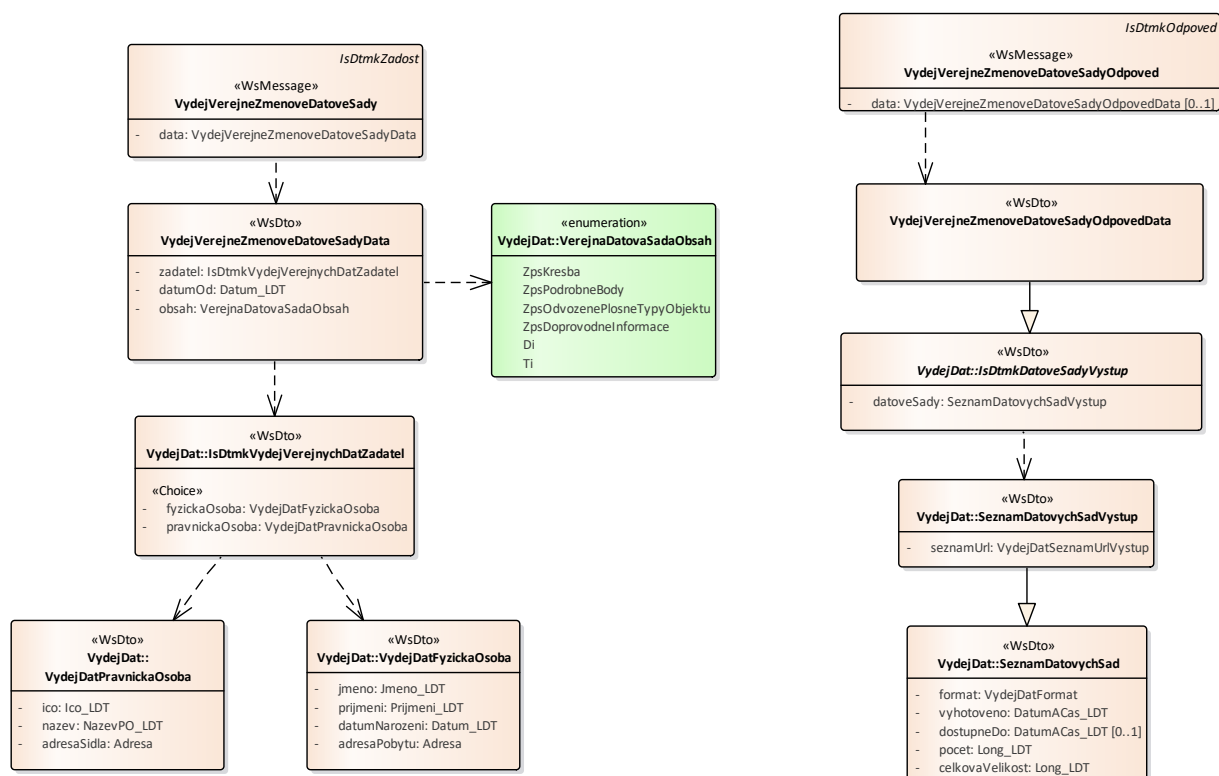 IsDtmkZadost
«WsMessage»
VydejVerejneZmenoveDatoveSady
- data: VydejVerejneZmenoveDatoveSadyData
«WsDto»
VydejVerejneZmenoveDatoveSadyData
- zadatel: IsDtmkVydejVerejnychDatZadatel
- datumOd: Datum_LDT
- obsah: VerejnaDatovaSadaObsah
«enumeration»
VydejDat::VerejnaDatovaSadaObsah
ZpsKresba
ZpsPodrobneBody
ZpsOdvozenePlosneTypyObjektu
ZpsDoprovodneInformace
Di
Ti
«WsDto»
VydejDat::IsDtmkVydejVerejnychDatZadatel
«Choice»
- fyzickaOsoba: VydejDatFyzickaOsoba
- pravnickaOsoba: VydejDatPravnickaOsoba
«WsDto»
VydejDat::
VydejDatPravnickaOsoba
- ico: Ico_LDT
- nazev: NazevPO_LDT
- adresaSidla: Adresa
«WsDto»
VydejDat::VydejDatFyzickaOsoba
- jmeno: Jmeno_LDT
- prijmeni: Prijmeni_LDT
- datumNarozeni: Datum_LDT
- adresaPobytu: Adresa
IsDtmkOdpoved
«WsMessage»
VydejVerejneZmenoveDatoveSadyOdpoved
- data: VydejVerejneZmenoveDatoveSadyOdpovedData [0..1]
«WsDto»
VydejVerejneZmenoveDatoveSadyOdpovedData
«WsDto»
VydejDat::IsDtmkDatoveSadyVystup
- datoveSady: SeznamDatovychSadVystup
«WsDto»
VydejDat::SeznamDatovychSadVystup
- seznamUrl: VydejDatSeznamUrlVystup
«WsDto»
VydejDat::SeznamDatovychSad
- format: VydejDatFormat
- vyhotoveno: DatumACas_LDT
- dostupneDo: DatumACas_LDT [0..1]
- pocet: Long_LDT
- celkovaVelikost: Long_LDT